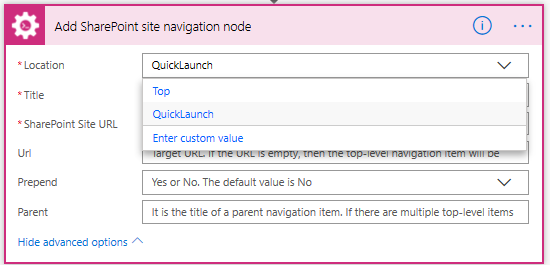 Add SharePoint site navigation node
* Location
QuickLaunch
* Title
Top
QuickLaunch
* SharePoint Site URL
Enter custom value
Url
Target URL. If the URL is empty, then the top-level navigation item will be
Prepend
Yes or No. The default value is No
Parent
It is the title of a parent navigation item. If there are multiple top-level items
Hide advanced options